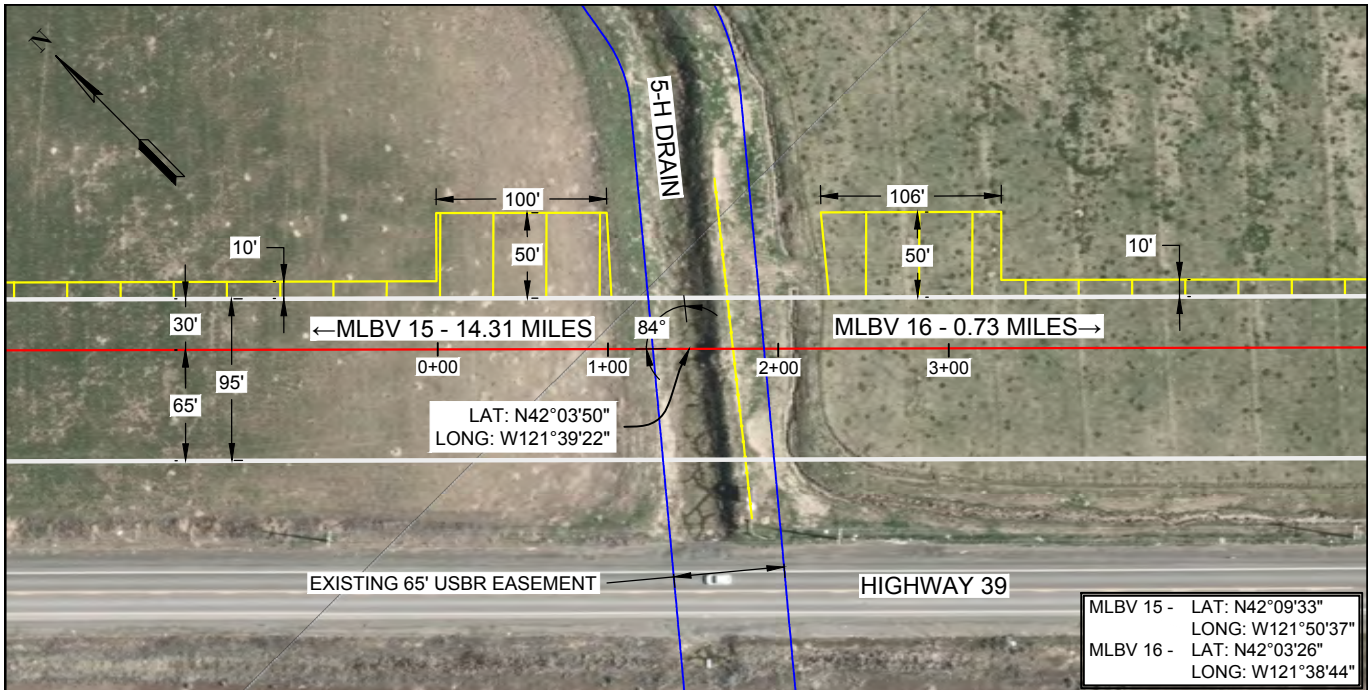 N
5-H DRAIN
100'
106'
10'
50'
50'
10'
30'
←MLBV 15 - 14.31 MILES
84°
MLBV 16 - 0.73 MILES→
0+00
1+00
2+00
3+00
95'
65'
LAT: N42°03'50"
LONG: W121°39'22"
EXISTING 65' USBR EASEMENT
HIGHWAY 39
MLBV 15 - LAT: N42°09'33"
LONG: W121°50'37"
MLBV 16 - LAT: N42°03'26"
LONG: W121°38'44"